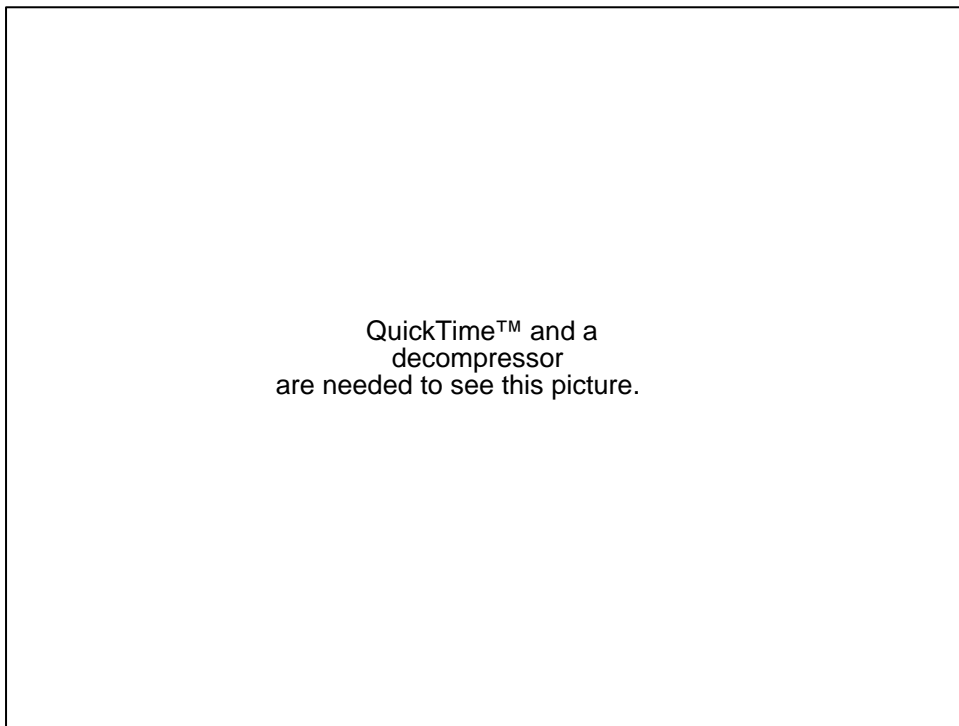 QuickTime™ and a
decompressor
are needed to see this picture.